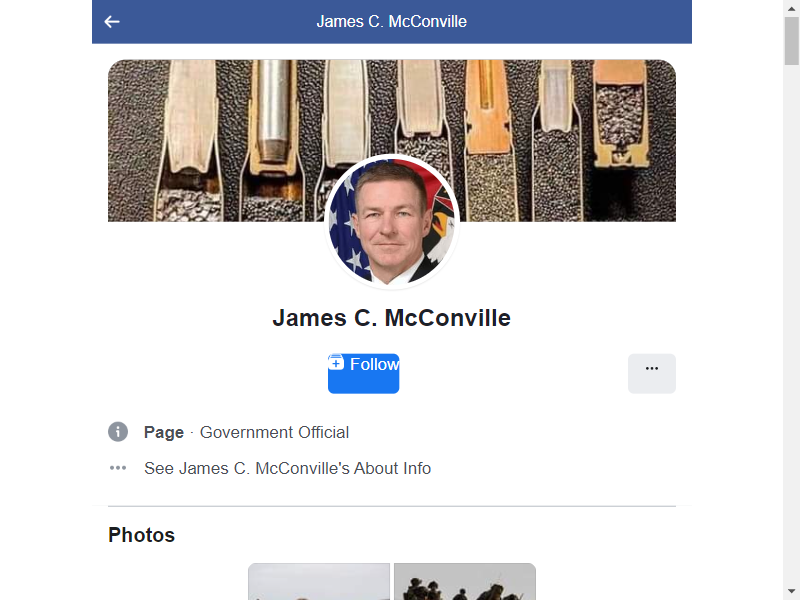 James C. McConville
James C. McConville
Follow
Page · Government Official
See James C. McConville's About Info
Photos